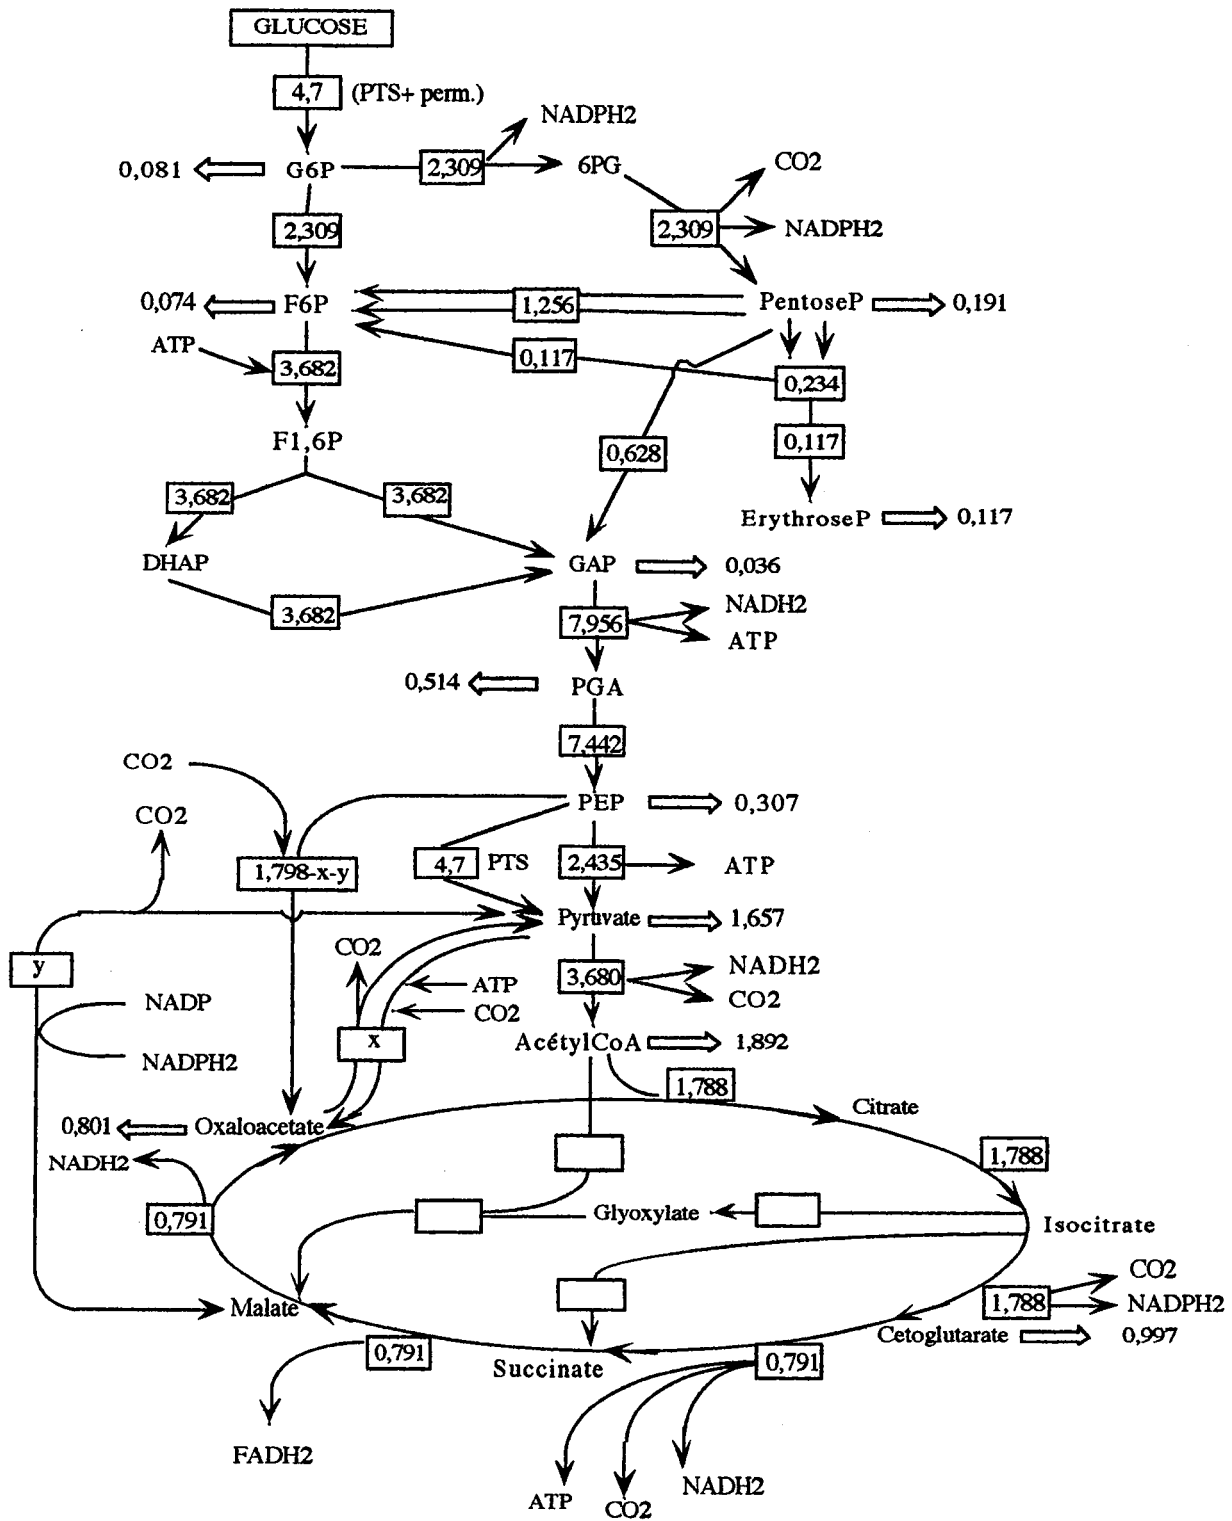 GLUCOSE
4,7 (PTS+ perm.)
NADPH2
0,081 G6P 2,309 6PG CO2
2,309 2,309 NADPH2
0,074 F6P 1,256 PentoseP 0,191
ATP 3,682 0,117 0,234
F1,6P 0,628 0,117
3,682 3,682
ErythroseP 0,117
DHAP GAP 0,036
3,682 7,956 NADH2
ATP
0,514 PGA
7,442
CO2
PEP 0,307
CO2
1,798-x-y 4,7 PTS 2,435 ATP
Pyruvate 1,657
y CO2 3,680 NADH2
ATP CO2
NADP CO2
x AcétylCoA 1,892
NADPH2
1,788
Citrate
0,801 Oxaloacetate
NADH2 1,788
0,791 Glyoxylate Isocitrate
CO2
Malate 1,788 NADPH2
Cetoglutarate 0,997
0,791 Succinate 0,791
FADH2
ATP CO2 NADH2